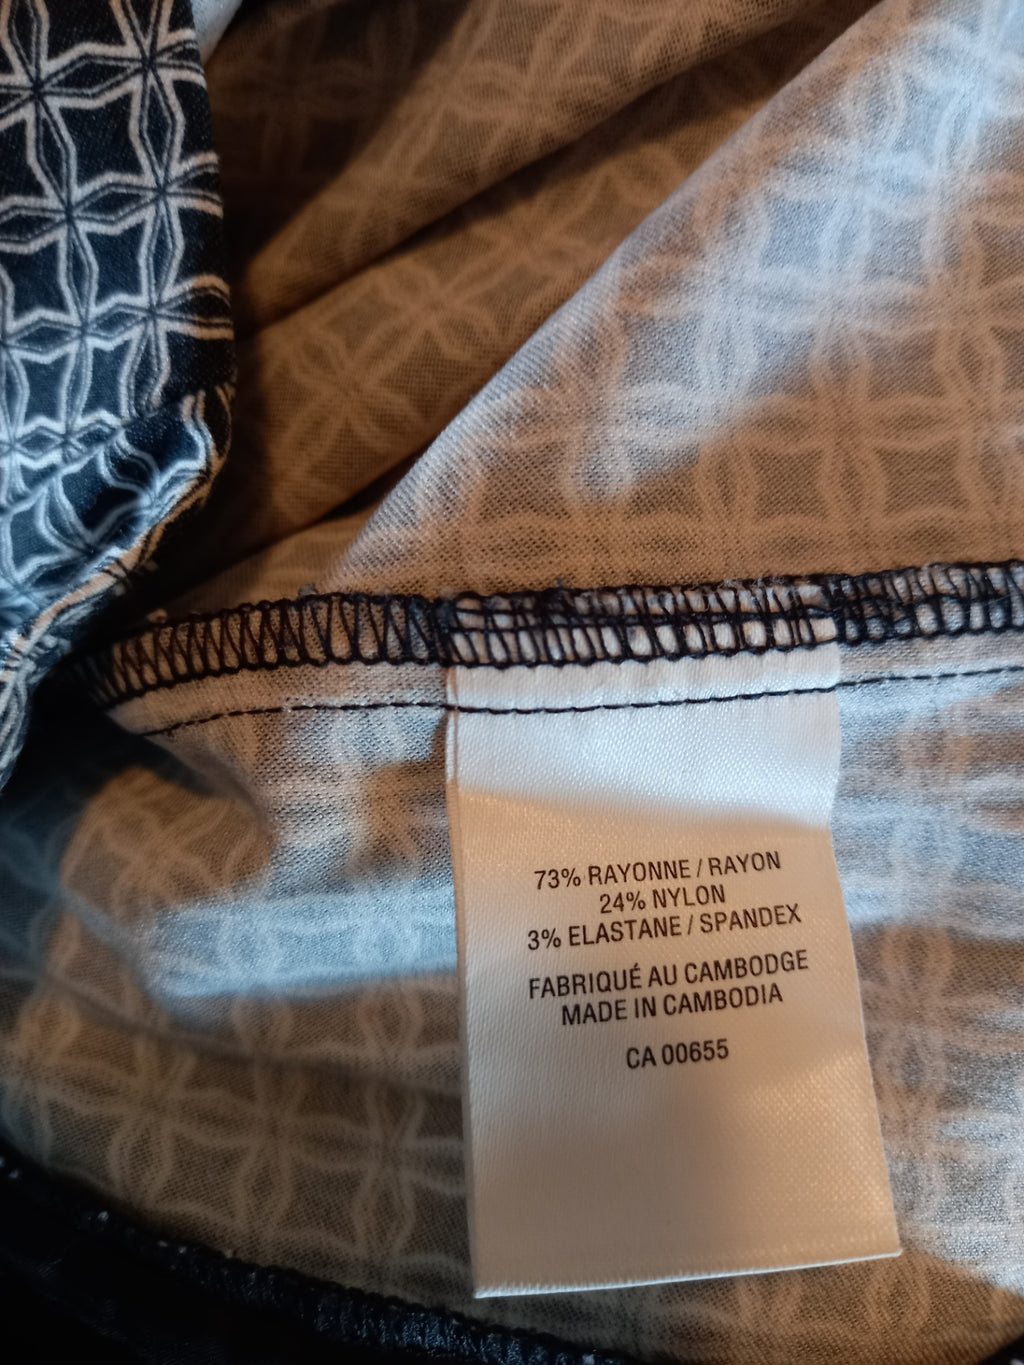 73% RAYONNE / RAYON
24% NYLON
3% ELASTANE / SPANDEX
FABRIQUÉ AU CAMBODGE
MADE IN CAMBODIA
CA 00655